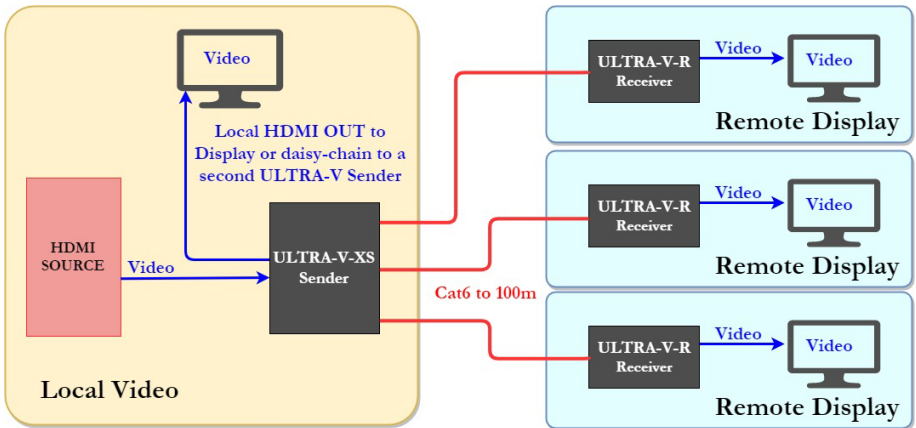 Video
Local HDMI OUT to
Display or daisy-chain to a
second ULTRA-V Sender
HDMI
SOURCE
Video
ULTRA-V-XS
Sender
Local Video
Cat6 to 100m
ULTRA-V-R
Receiver
Video
Video
Remote Display
ULTRA-V-R
Receiver
Video
Video
Remote Display
ULTRA-V-R
Receiver
Video
Video
Remote Display